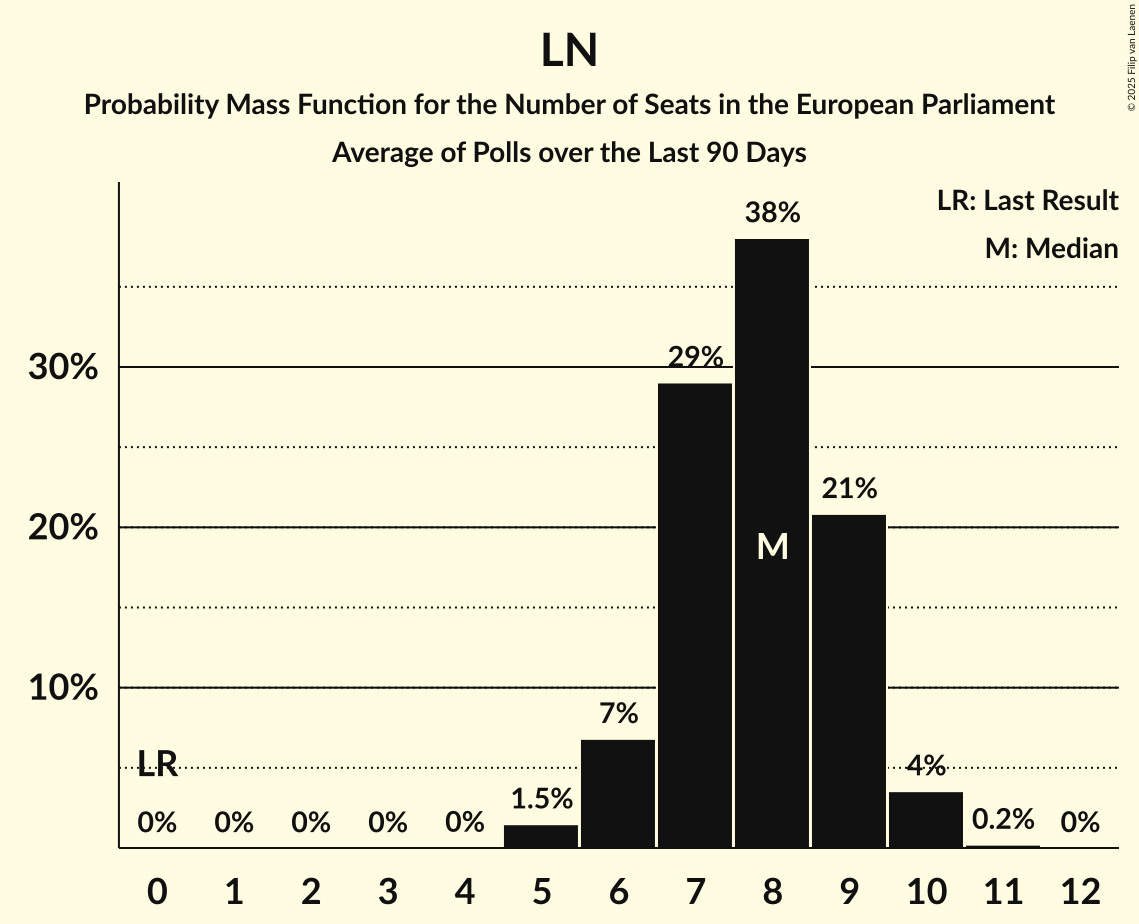 LN
Probability Mass Function for the Number of Seats in the European Parliament
Average of Polls over the Last 90 Days
© 2025 Filip van Laenen
LR: Last Result
M: Median
38%
30%
29%
21%
20%
M
10%
7%
LR
4%
1.5%
0% 0% 0% 0% 0% 0.2% 0%
0 1 2 3 4 5 6 7 8 9 10 11 12